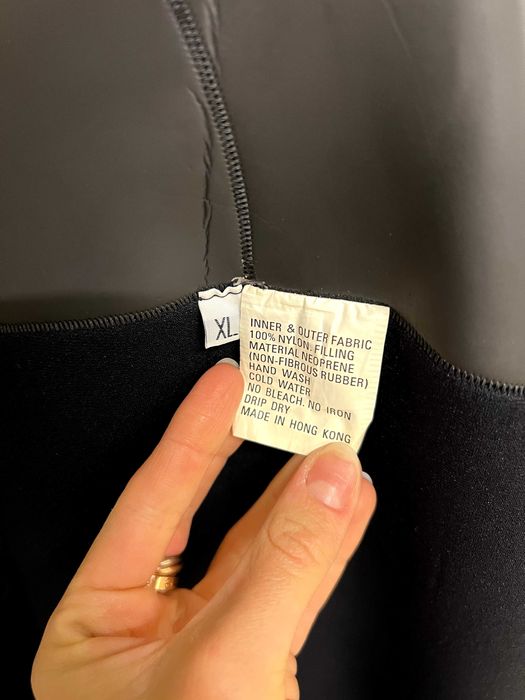 XL
INNER & OUTER FABRIC
100% NYLON. FILLING
MATERIAL NEOPRENE
(NON-FIBROUS RUBBER)
HAND WASH
COLD WATER
NO BLEACH. NO IRON
DRIP DRY
MADE IN HONG KONG